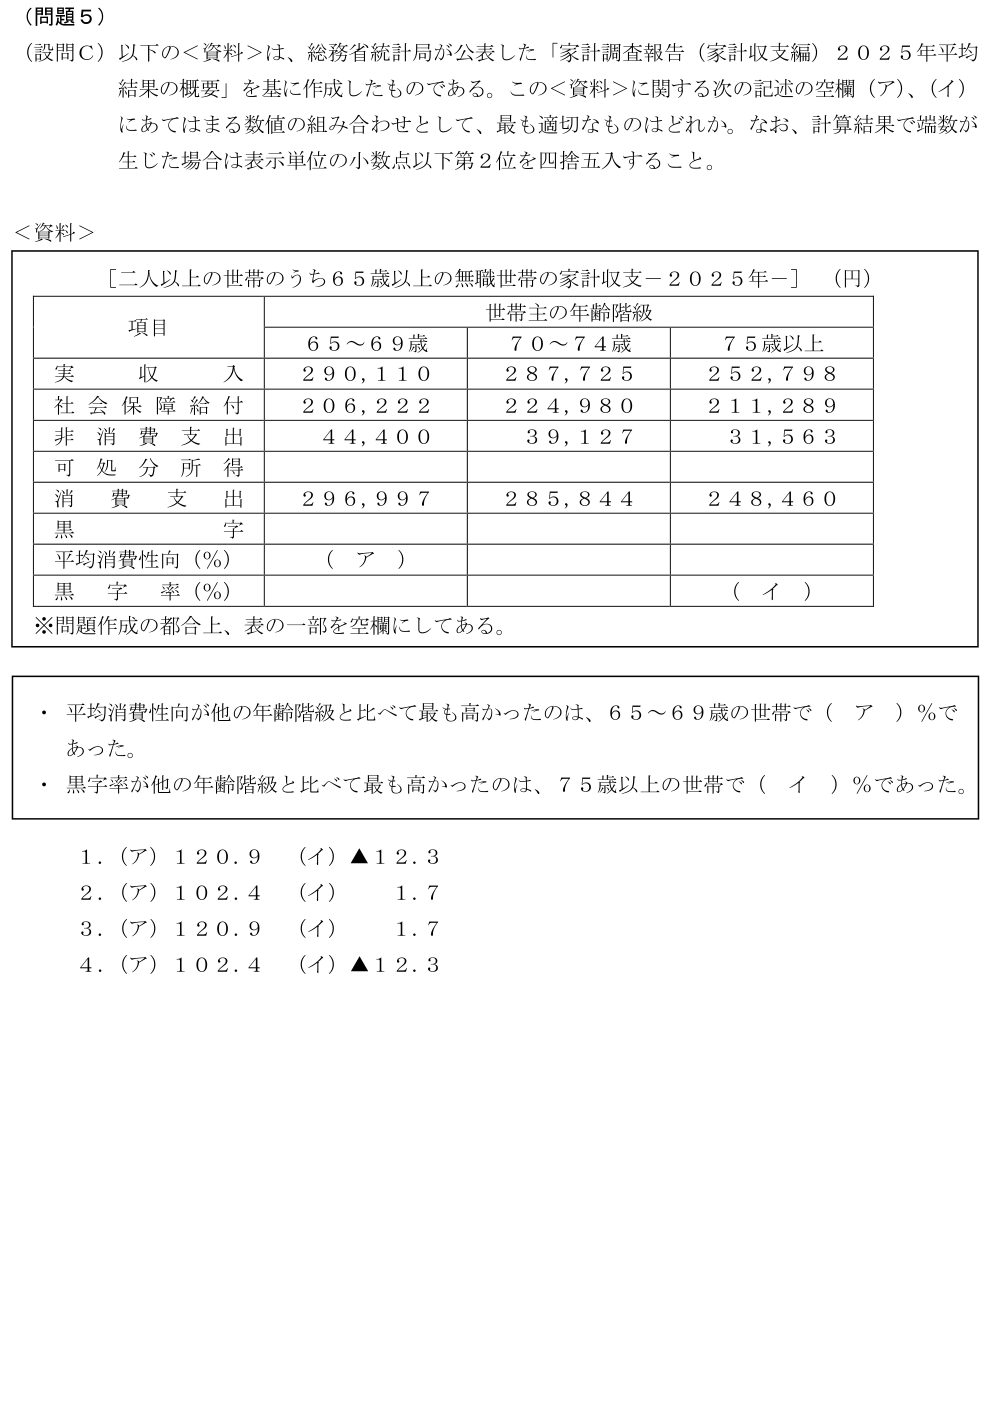 （問題５）
（設問Ｃ）以下の＜資料＞は、総務省統計局が公表した「家計調査報告（家計収支編）２０２５年平均
結果の概要」を基に作成したものである。この＜資料＞に関する次の記述の空欄（ア）、（イ）
にあてはまる数値の組み合わせとして、最も適切なものはどれか。なお、計算結果で端数が
生じた場合は表示単位の小数点以下第２位を四捨五入すること。
＜資料＞
［二人以上の世帯のうち６５歳以上の無職世帯の家計収支－２０２５年－］ （円）
項目 世帯主の年齢階級
６５～６９歳 ７０～７４歳 ７５歳以上
実収入 ２９０,１１０ ２８７,７２５ ２５２,７９８
社会保障給付 ２０６,２２２ ２２４,９８０ ２１１,２８９
非消費支出 ４４,４００ ３９,１２７ ３１,５６３
可処分所得
消費支出 ２９６,９９７ ２８５,８４４ ２４８,４６０
黒字
平均消費性向（％） （　ア　）
黒字率（％） （　イ　）
※問題作成の都合上、表の一部を空欄にしてある。
・ 平均消費性向が他の年齢階級と比べて最も高かったのは、６５～６９歳の世帯で（　ア　）％で
あった。
・ 黒字率が他の年齢階級と比べて最も高かったのは、７５歳以上の世帯で（　イ　）％であった。
１.（ア）１２０.９ （イ）▲１２.３
２.（ア）１０２.４ （イ） １.７
３.（ア）１２０.９ （イ） １.７
４.（ア）１０２.４ （イ）▲１２.３